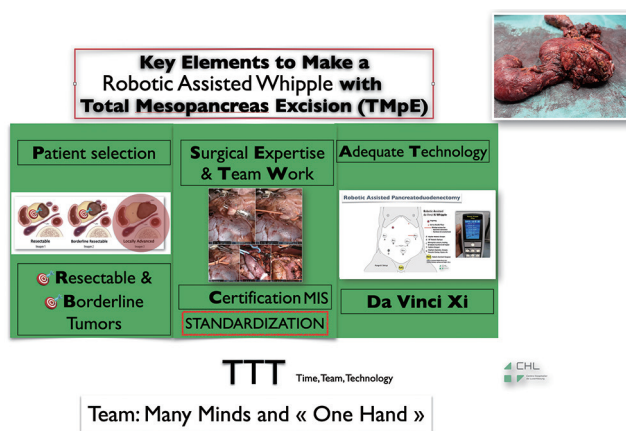 Key Elements to Make a
Robotic Assisted Whipple with
Total Mesopancreas Excision (TMpE)
Patient selection
Resectable
Borderline Resectable
Locally Advanced
Resectable &
Borderline
Tumors
Surgical Expertise
& Team Work
Certification MIS
STANDARDIZATION
Adequate Technology
Robotic Assisted Pancreatoduodenectomy
Da Vinci Xi
TTT Time, Team, Technology
CHL
Team: Many Minds and « One Hand »